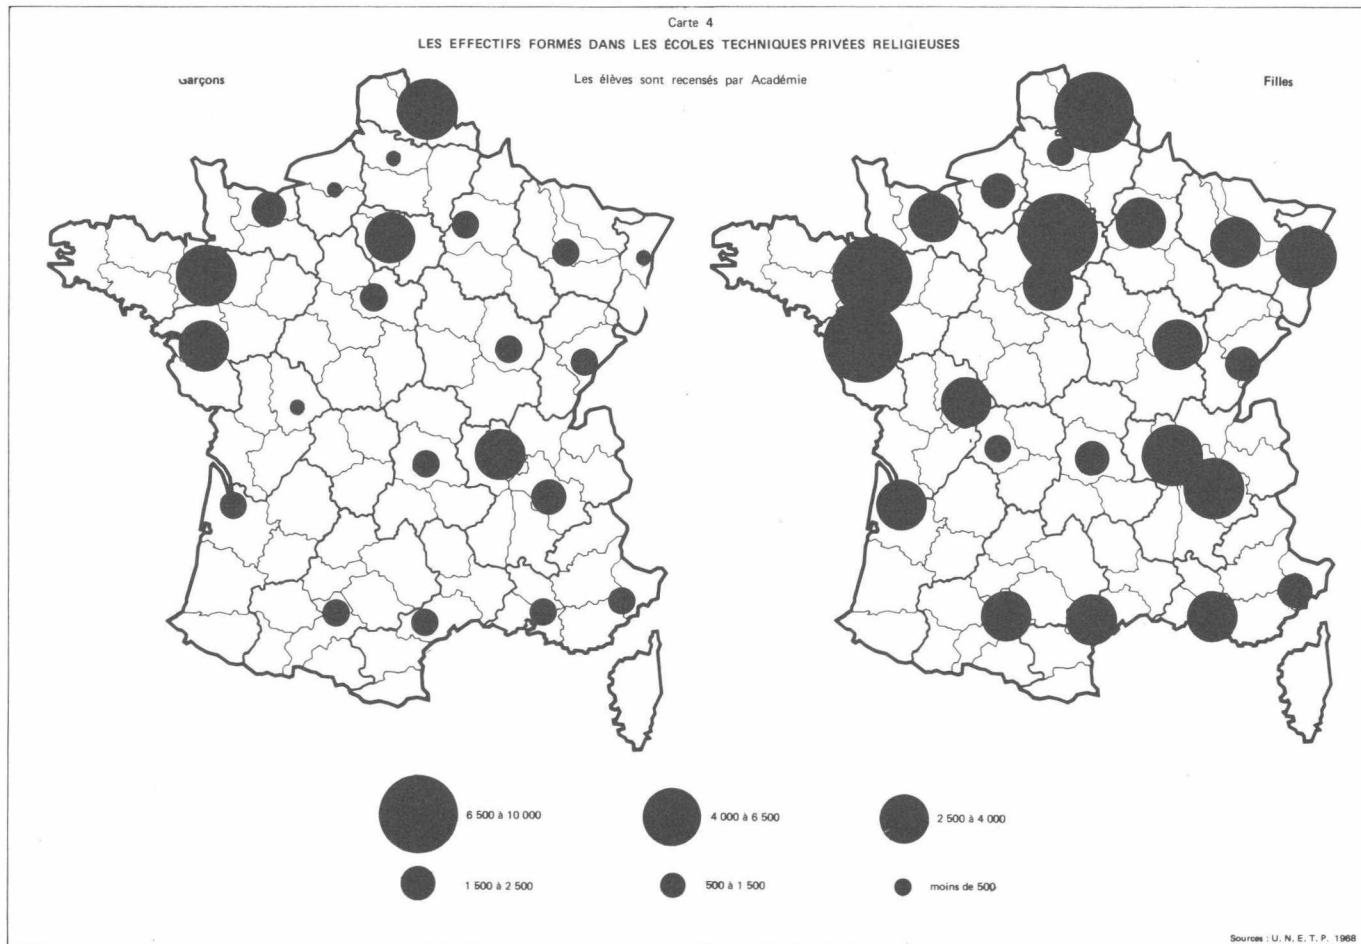 Carte 4
LES EFFECTIFS FORMÉS DANS LES ÉCOLES TECHNIQUES PRIVÉES RELIGIEUSES
Garçons
Les élèves sont recensés par Académie
Filles
6 500 à 10 000
4 000 à 6 500
2 500 à 4 000
1 500 à 2 500
500 à 1 500
moins de 500
Sources : U. N. E. T. P. 1968